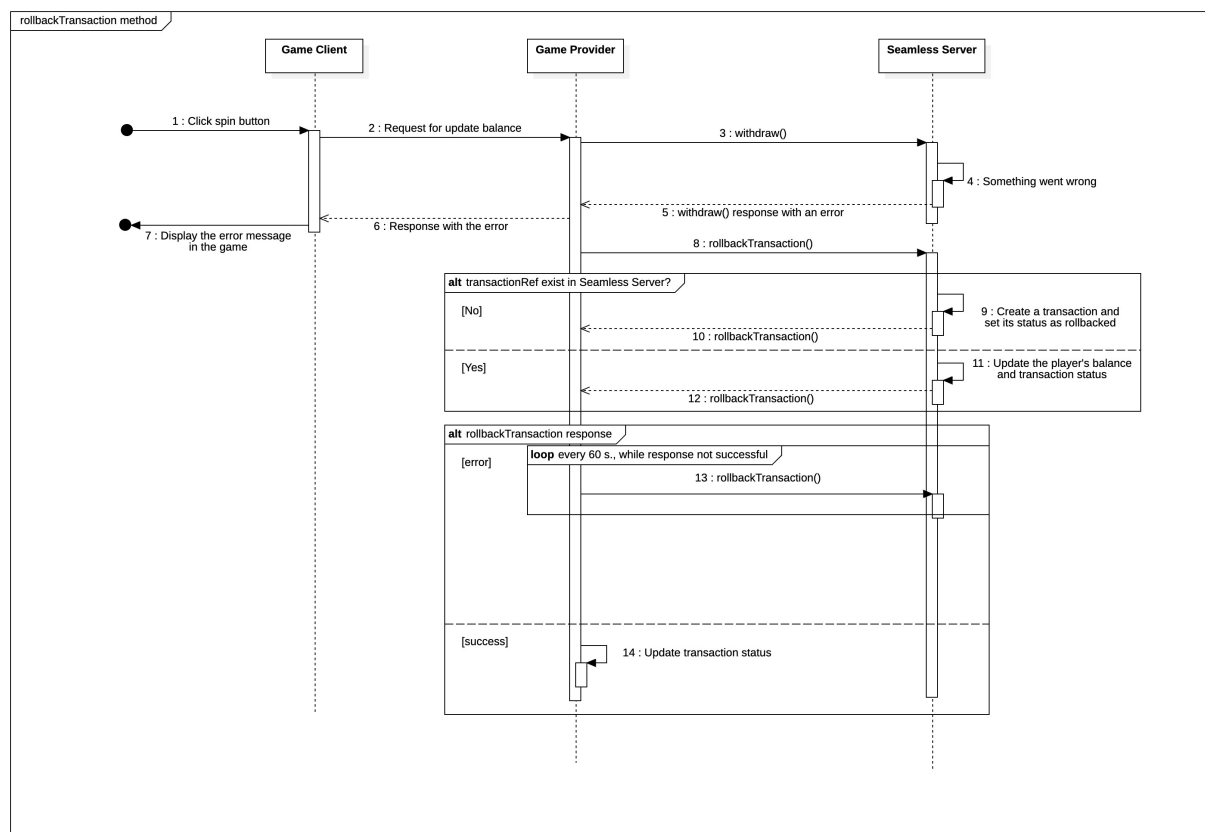 rollbackTransaction method
Game Client
Game Provider
Seamless Server
1 : Click spin button
2 : Request for update balance
3 : withdraw()
4 : Something went wrong
5 : withdraw() response with an error
6 : Response with the error
7 : Display the error message
in the game
8 : rollbackTransaction()
alt transactionRef exist in Seamless Server?
[No]
9 : Create a transaction and
set its status as rollbacked
10 : rollbackTransaction()
[Yes]
11 : Update the player's balance
and transaction status
12 : rollbackTransaction()
alt rollbackTransaction response
loop every 60 s., while response not successful
[error]
13 : rollbackTransaction()
[success]
14 : Update transaction status